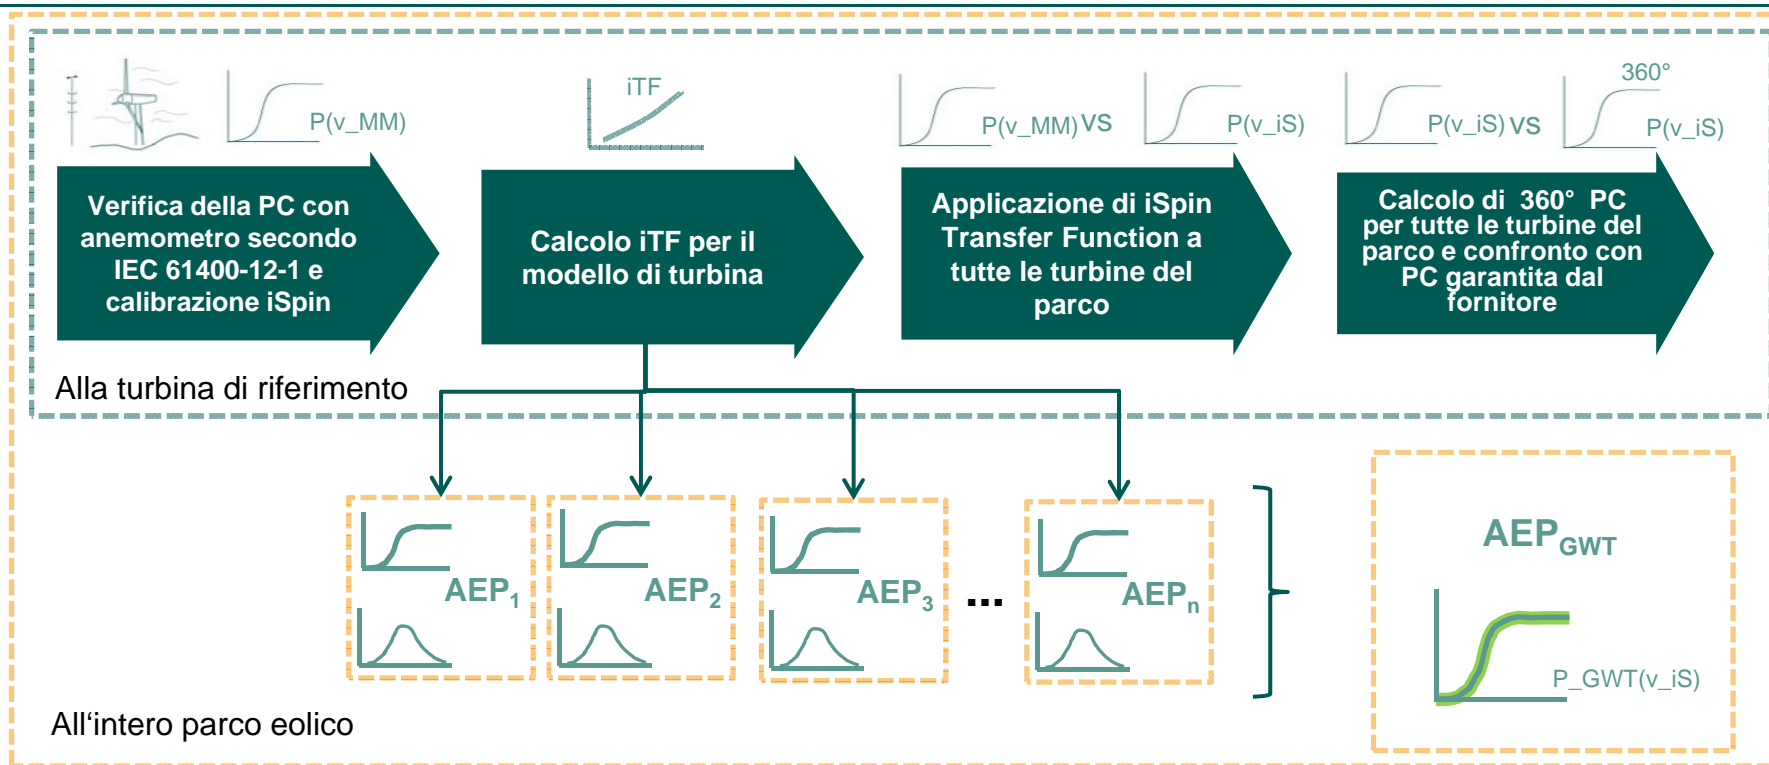 P(v_MM)
iTF
P(v_MM) VS P(v_iS)
P(v_iS) VS 360° P(v_iS)
Verifica della PC con
anemometro secondo
IEC 61400-12-1 e
calibrazione iSpin
Calcolo iTF per il
modello di turbina
Applicazione di iSpin
Transfer Function a
tutte le turbine del
parco
Calcolo di 360° PC
per tutte le turbine del
parco e confronto con
PC garantita dal
fornitore
Alla turbina di riferimento
AEP1
AEP2
AEP3
...
AEPn
AEPGWT
P_GWT(v_iS)
All‘intero parco eolico